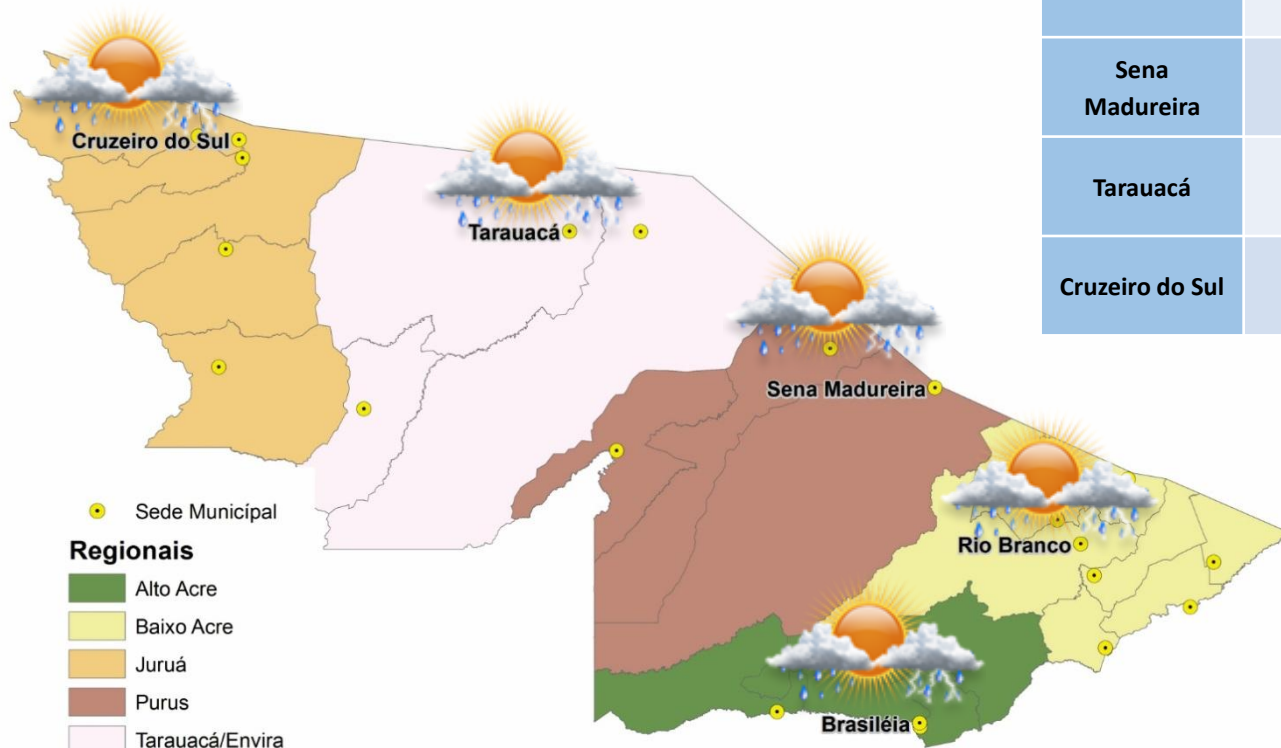 Sena
Madureira
Tarauacá
Cruzeiro do Sul
Cruzeiro do Sul
Tarauacá
Sena Madureira
Rio Branco
Brasiléia
Sede Municípal
Regionais
Alto Acre
Baixo Acre
Juruá
Purus
Tarauacá/Envira